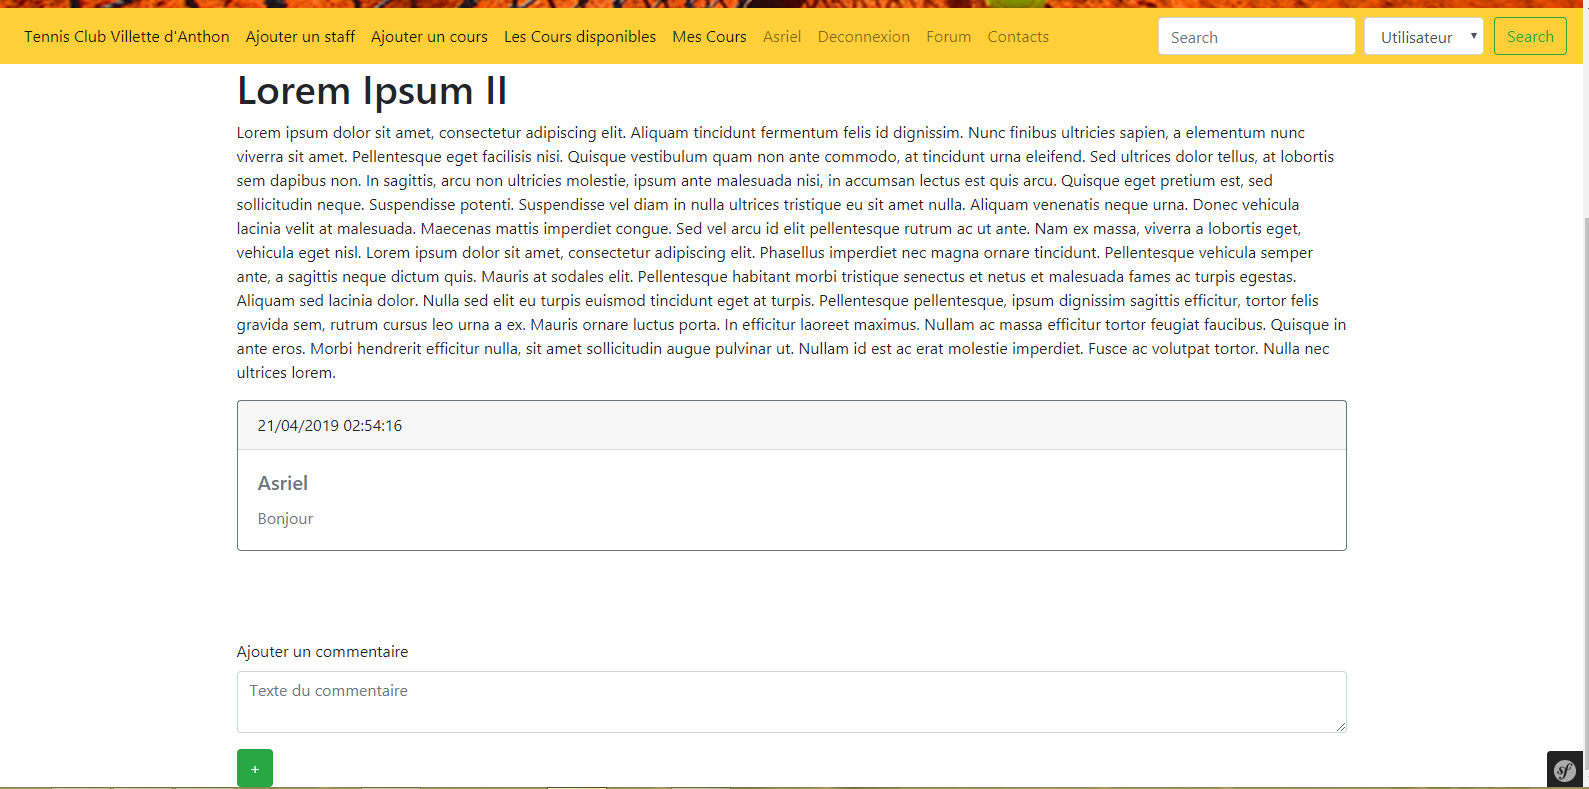 Tennis Club Villette d'Anthon Ajouter un staff Ajouter un cours Les Cours disponibles Mes Cours Asriel Deconnexion Forum Contacts Search Utilisateur Search
Lorem Ipsum II
Lorem ipsum dolor sit amet, consectetur adipiscing elit. Aliquam tincidunt fermentum felis id dignissim. Nunc finibus ultricies sapien, a elementum nunc
viverra sit amet. Pellentesque eget facilisis nisi. Quisque vestibulum quam non ante commodo, at tincidunt urna eleifend. Sed ultrices dolor tellus, at lobortis
sem dapibus non. In sagittis, arcu non ultricies molestie, ipsum ante malesuada nisi, in accumsan lectus est quis arcu. Quisque eget pretium est, sed
sollicitudin neque. Suspendisse potenti. Suspendisse vel diam in nulla ultrices tristique eu sit amet nulla. Aliquam venenatis neque urna. Donec vehicula
lacinia velit at malesuada. Maecenas mattis imperdiet congue. Sed vel arcu id elit pellentesque rutrum ac ut ante. Nam ex massa, viverra a lobortis eget,
vehicula eget nisl. Lorem ipsum dolor sit amet, consectetur adipiscing elit. Phasellus imperdiet nec magna ornare tincidunt. Pellentesque vehicula semper
ante, a sagittis neque dictum quis. Mauris at sodales elit. Pellentesque habitant morbi tristique senectus et netus et malesuada fames ac turpis egestas.
Aliquam sed lacinia dolor. Nulla sed elit eu turpis euismod tincidunt eget at turpis. Pellentesque pellentesque, ipsum dignissim sagittis efficitur, tortor felis
gravida sem, rutrum cursus leo urna a ex. Mauris ornare luctus porta. In efficitur laoreet maximus. Nullam ac massa efficitur tortor feugiat faucibus. Quisque in
ante eros. Morbi hendrerit efficitur nulla, sit amet sollicitudin augue pulvinar ut. Nullam id est ac erat molestie imperdiet. Fusce ac volutpat tortor. Nulla nec
ultrices lorem.
21/04/2019 02:54:16
Asriel
Bonjour
Ajouter un commentaire
Texte du commentaire
+
sf